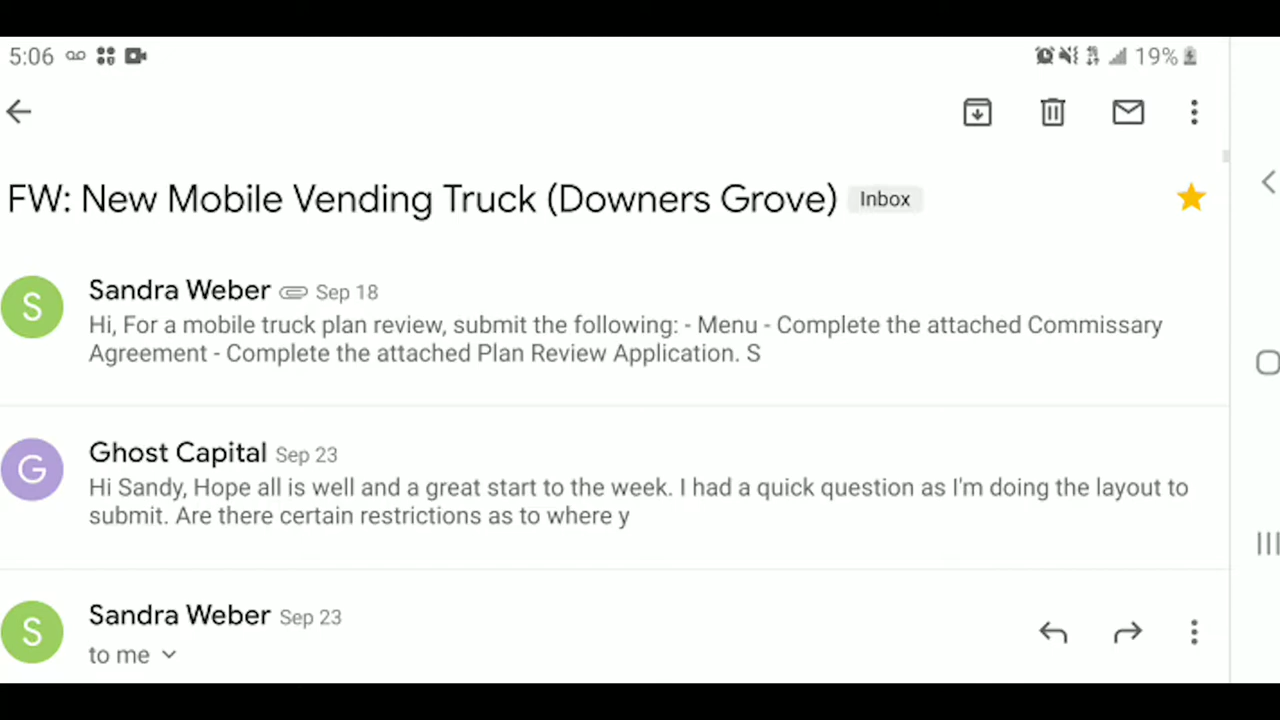 5:06
19%
FW: New Mobile Vending Truck (Downers Grove) Inbox
S
Sandra Weber Sep 18
Hi, For a mobile truck plan review, submit the following: - Menu - Complete the attached Commissary
Agreement - Complete the attached Plan Review Application. S
G
Ghost Capital Sep 23
Hi Sandy, Hope all is well and a great start to the week. I had a quick question as I'm doing the layout to
submit. Are there certain restrictions as to where y
S
Sandra Weber Sep 23
to me